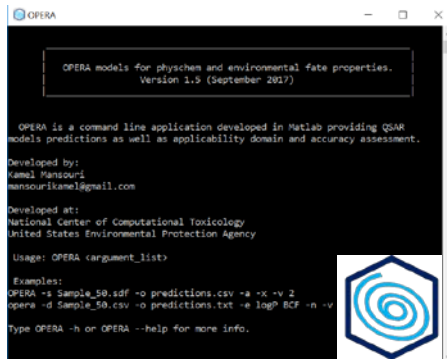 OPERA
OPERA models for physchem and environmental fate properties.
Version 1.5 (September 2017)
OPERA is a command line application developed in Matlab providing QSAR
models predictions as well as applicability domain and accuracy assessment.
Developed by:
Kamel Mansouri
mansourikamel@gmail.com
Developed at:
National Center of Computational Toxicology
United States Environmental Protection Agency
Usage: OPERA <argument_list>
Examples:
OPERA -s Sample_50.sdf -o predictions.csv -a -x -v 2
opera -d Sample_50.csv -o predictions.txt -e logP BCF -n -v
Type OPERA -h or OPERA --help for more info.